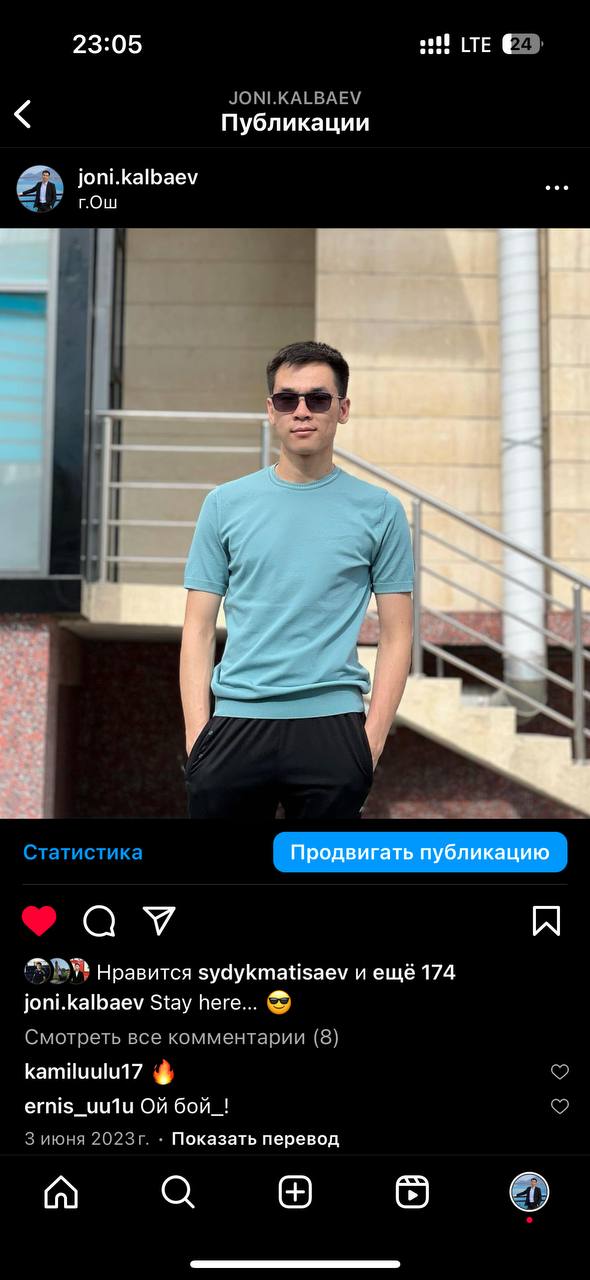 23:05
LTE
24
JONI.KALBAEV
Публикации
joni.kalbaev
г.Ош
Статистика
Продвигать публикацию
Нравится sydykmatisaev и ещё 174
joni.kalbaev Stay here... 😎
Смотреть все комментарии (8)
kamiluulu17 🔥
ernis_uu1u Ой бой_!
3 июня 2023 г. · Показать перевод